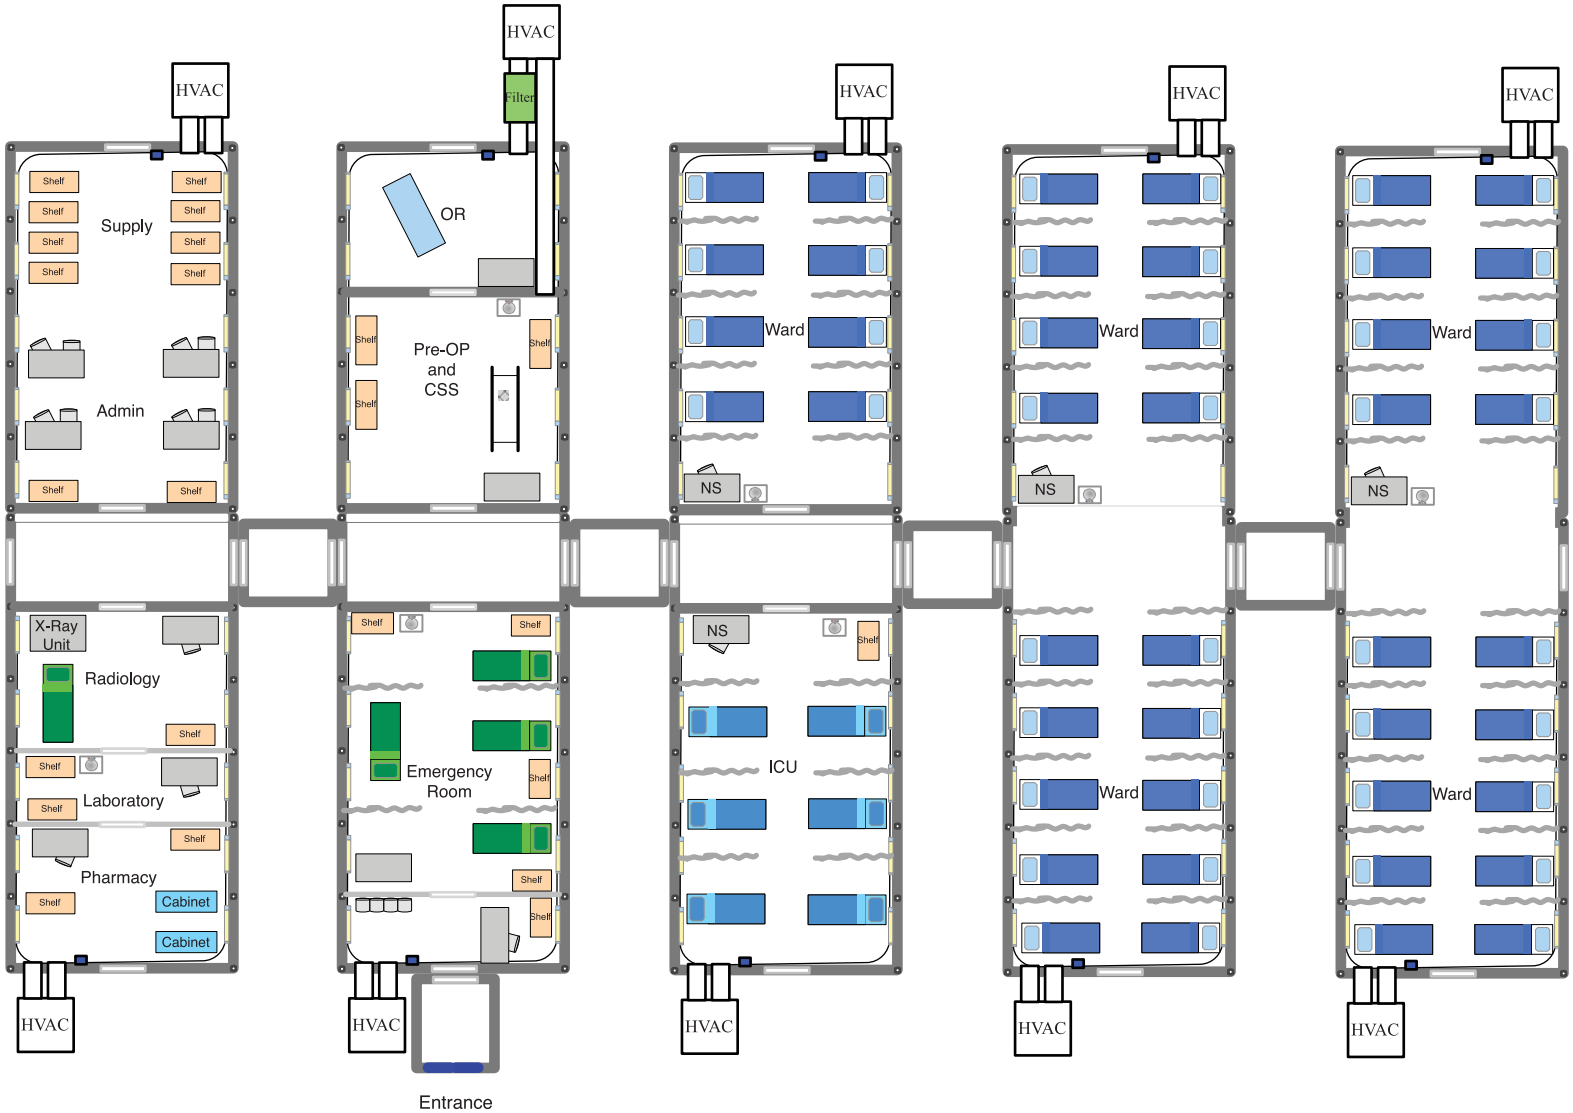 HVAC
Filter
HVAC
HVAC
HVAC
HVAC
Shelf
Shelf
Shelf
Shelf
Shelf
Shelf
Shelf
Shelf
Supply
Admin
Shelf
Shelf
OR
Shelf
Shelf
Shelf
Pre-OP
and
CSS
Ward
NS
Ward
NS
Ward
NS
X-Ray
Unit
Radiology
Shelf
Shelf
Shelf
Laboratory
Shelf
Pharmacy
Shelf
Cabinet
Cabinet
HVAC
Shelf
Shelf
Emergency
Room
Shelf
Shelf
Shelf
HVAC
Entrance
NS
Shelf
ICU
HVAC
Ward
HVAC
Ward
HVAC